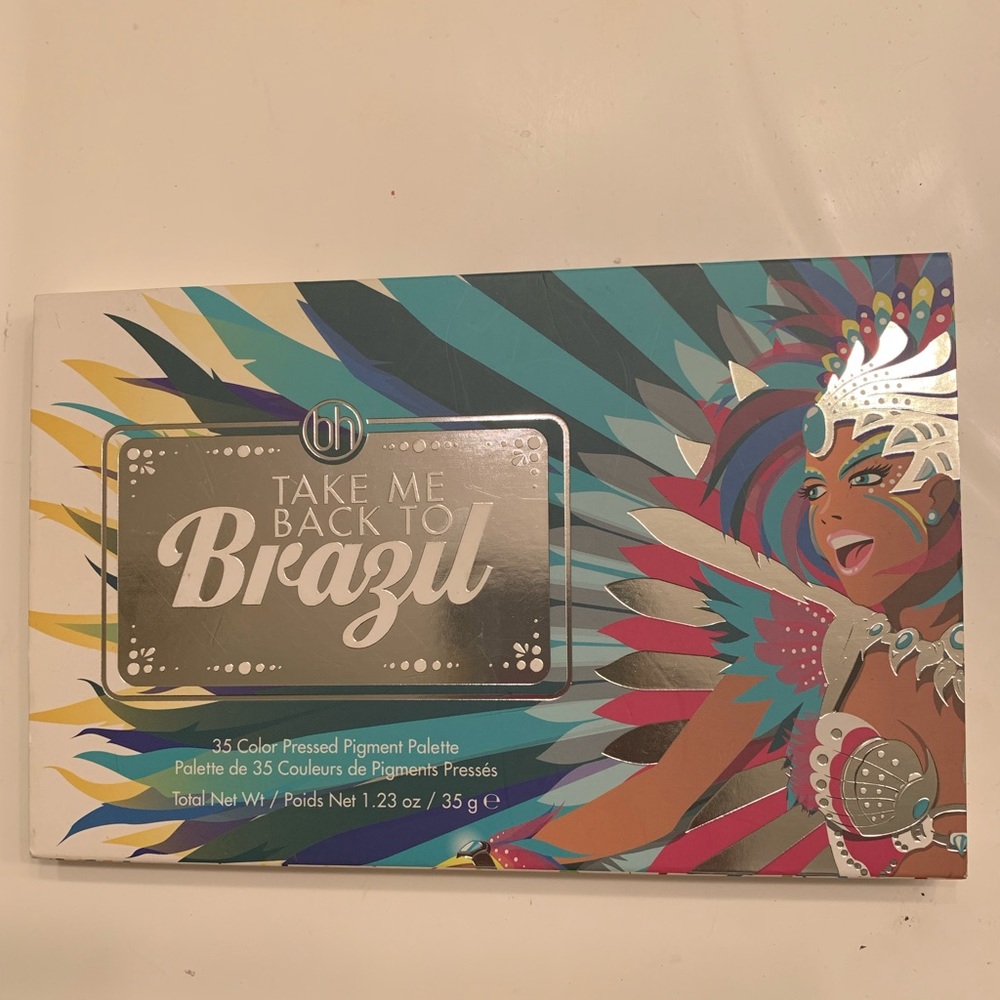 bh
TAKE ME
BACK TO
Brazil
35 Color Pressed Pigment Palette
Palette de 35 Couleurs de Pigments Pressés
Total Net Wt / Poids Net 1.23 oz / 35 g ℮